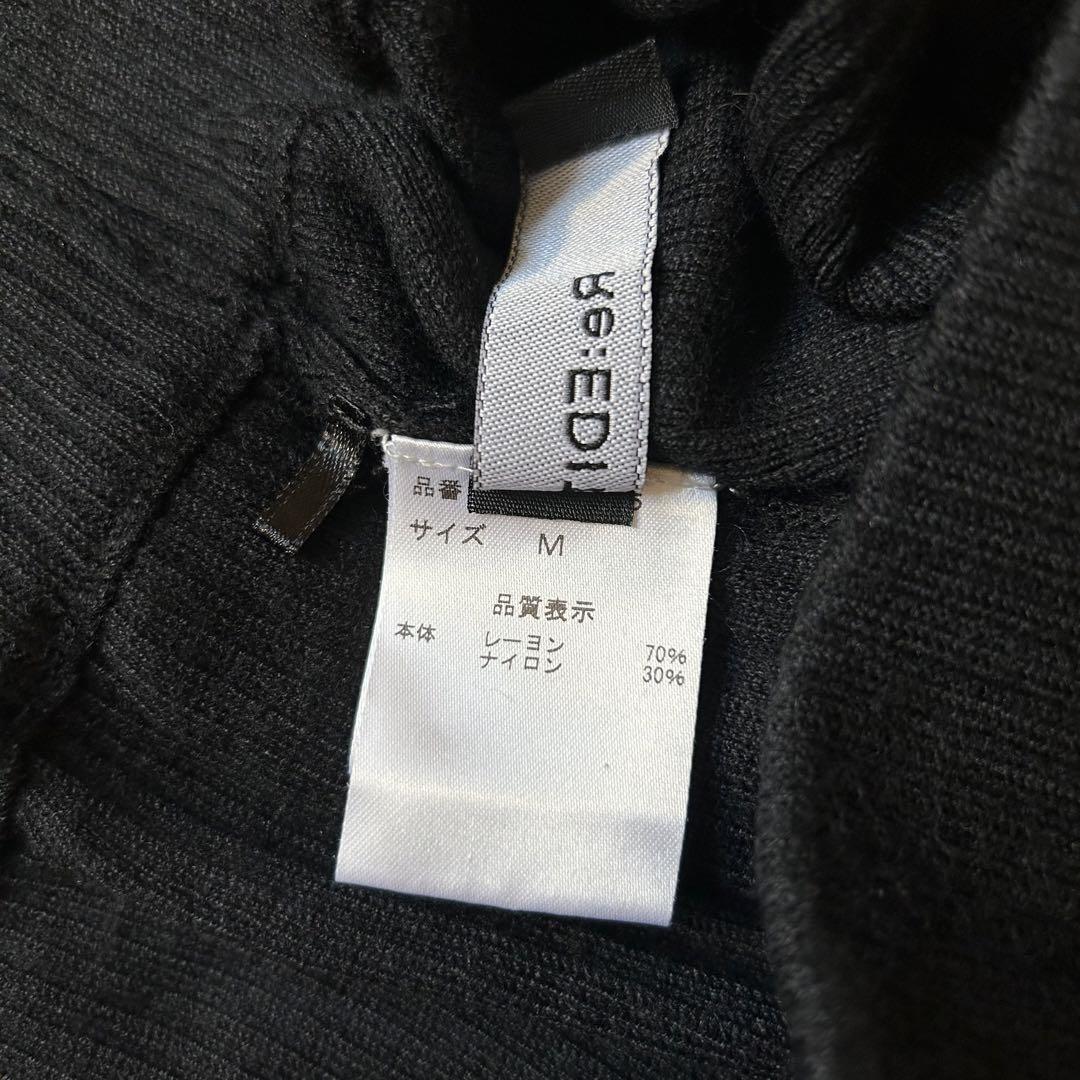 Re:EDI
品番
サイズ M
品質表示
本体 レーヨン 70%
ナイロン 30%